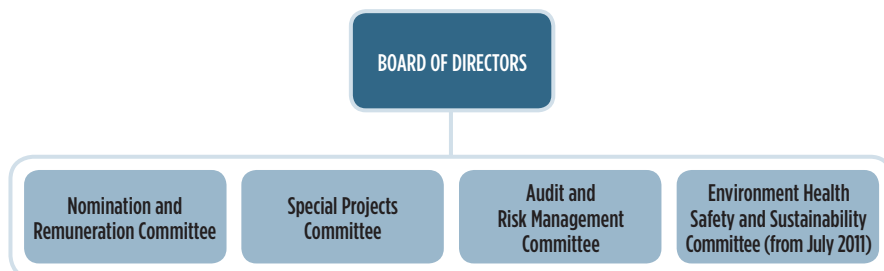 BOARD OF DIRECTORS
Nomination and
Remuneration Committee
Special Projects
Committee
Audit and
Risk Management
Committee
Environment Health
Safety and Sustainability
Committee (from July 2011)